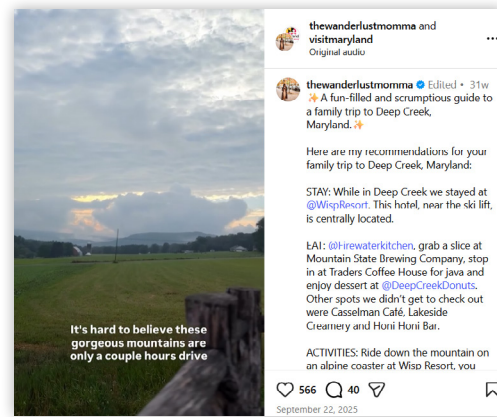 thewanderlustmomma and
visitmaryland
Original audio
thewanderlustmomma Edited • 31w
✨A fun-filled and scrumptious guide to
a family trip to Deep Creek,
Maryland.✨
Here are my recommendations for your
family trip to Deep Creek, Maryland:
STAY: While in Deep Creek we stayed at
@WispResort. This hotel, near the ski lift,
is centrally located.
EAT: @Firewaterkitchen, grab a slice at
Mountain State Brewing Company, stop
in at Traders Coffee House for java and
enjoy dessert at @DeepCreekDonuts.
Other spots we didn't get to check out
were Casselman Café, Lakeside
Creamery and Honi Honi Bar.
ACTIVITIES: Ride down the mountain on
an alpine coaster at Wisp Resort, you
It's hard to believe these
gorgeous mountains are
only a couple hours drive
566 40
September 22, 2025